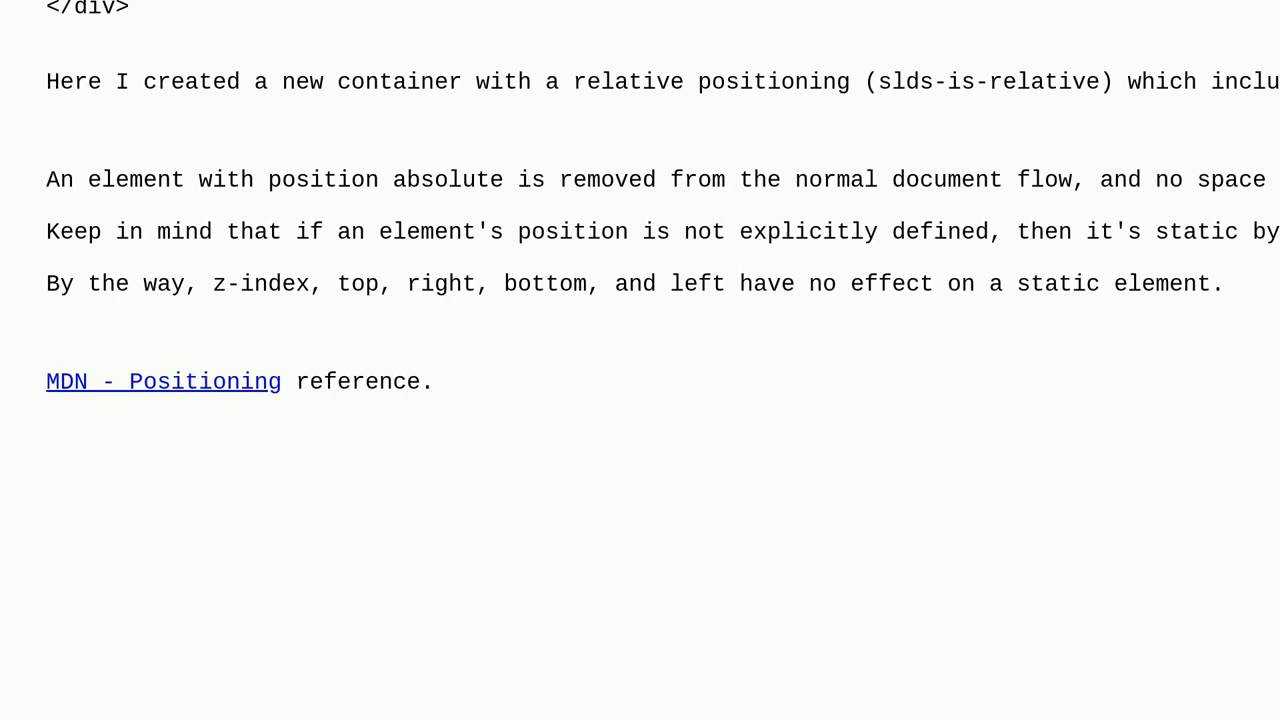 </div>
Here I created a new container with a relative positioning (slds-is-relative) which inclu
An element with position absolute is removed from the normal document flow, and no space
Keep in mind that if an element's position is not explicitly defined, then it's static by
By the way, z-index, top, right, bottom, and left have no effect on a static element.
MDN - Positioning reference.